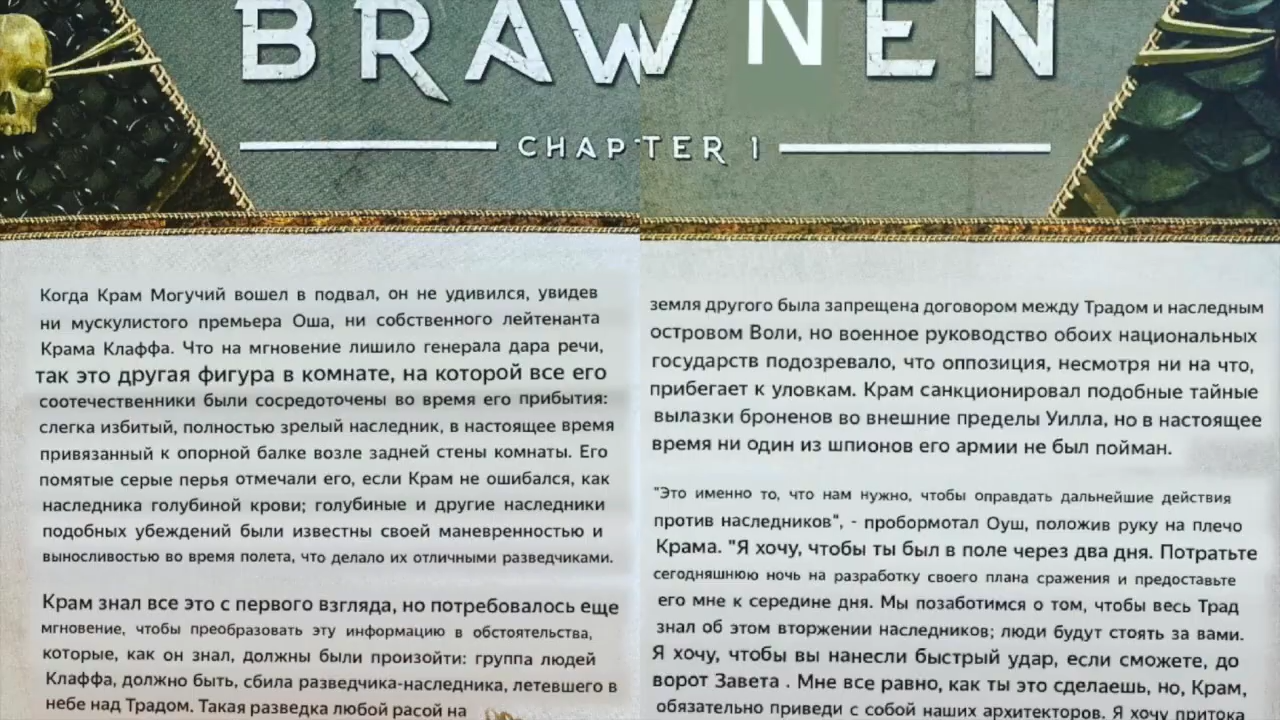 BRAWNEN
CHAPTER 1
Когда Крам Могучий вошел в подвал, он не удивился, увидев
ни мускулистого премьера Оша, ни собственного лейтенанта
Крама Клаффа. Что на мгновение лишило генерала дара речи,
так это другая фигура в комнате, на которой все его
соотечественники были сосредоточены во время его прибытия:
слегка избитый, полностью зрелый наследник, в настоящее время
привязанный к опорной балке возле задней стены комнаты. Его
помятые серые перья отмечали его, если Крам не ошибался, как
наследника голубиной крови; голубиные и другие наследники
подобных убеждений были известны своей маневренностью и
выносливостью во время полета, что делало их отличными разведчиками.
Крам знал все это с первого взгляда, но потребовалось еще
мгновение, чтобы преобразовать эту информацию в обстоятельства,
которые, как он знал, должны были произойти: группа людей
Клаффа, должно быть, сбила разведчика-наследника, летевшего в
небе над Традом. Такая разведка любой расой на
земля другого была запрещена договором между Традом и наследным
островом Воли, но военное руководство обоих национальных
государств подозревало, что оппозиция, несмотря ни на что,
прибегает к уловкам. Крам санкционировал подобные тайные
вылазки броненов во внешние пределы Уилла, но в настоящее
время ни один из шпионов его армии не был пойман.
"Это именно то, что нам нужно, чтобы оправдать дальнейшие действия
против наследников", - пробормотал Оуш, положив руку на плечо
Крама. "Я хочу, чтобы ты был в поле через два дня. Потратьте
сегодняшнюю ночь на разработку своего плана сражения и предоставьте
его мне к середине дня. Мы позаботимся о том, чтобы весь Трад
знал об этом вторжении наследников; люди будут стоять за вами.
Я хочу, чтобы вы нанесли быстрый удар, если сможете, до
ворот Завета . Мне все равно, как ты это сделаешь, но, Крам,
обязательно приведи с собой наших архитекторов. Я хочу притока